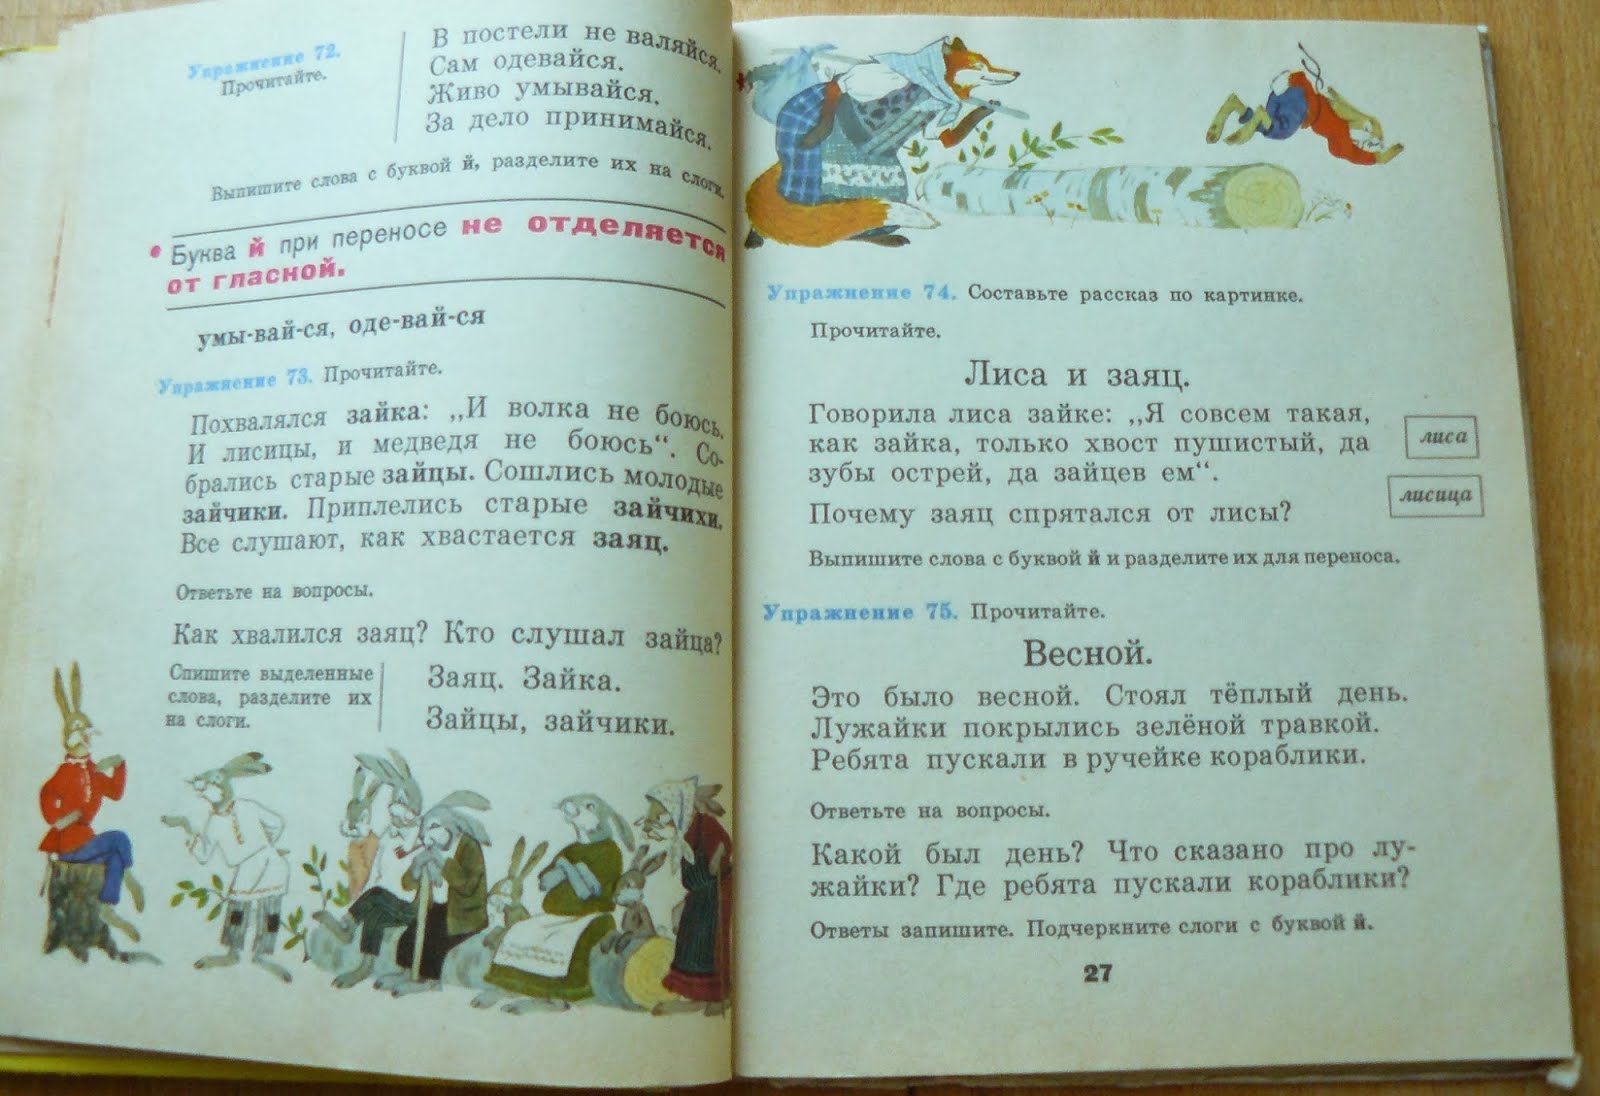 Упражнение 72.
Прочитайте.
В постели не валяйся.
Сам одевайся.
Живо умывайся.
За дело принимайся.
Выпишите слова с буквой й, разделите их на слоги.
• Буква й при переносе не отделяется
от гласной.
умы-вай-ся, оде-вай-ся
Упражнение 73. Прочитайте.
Похвалялся зайка: „И волка не боюсь.
И лисицы, и медведя не боюсь“. Со-
брались старые зайцы. Сошлись молодые
зайчики. Приплелись старые зайчихи.
Все слушают, как хвастается заяц.
Ответьте на вопросы.
Как хвалился заяц? Кто слушал зайца?
Спишите выделенные
слова, разделите их
на слоги.
Заяц. Зайка.
Зайцы, зайчики.
Упражнение 74. Составьте рассказ по картинке.
Прочитайте.
Лиса и заяц.
Говорила лиса зайке: „Я совсем такая,
как зайка, только хвост пушистый, да
зубы острей, да зайцев ем“.
лиса
лисица
Почему заяц спрятался от лисы?
Выпишите слова с буквой й и разделите их для переноса.
Упражнение 75. Прочитайте.
Весной.
Это было весной. Стоял тёплый день.
Лужайки покрылись зелёной травкой.
Ребята пускали в ручейке кораблики.
Ответьте на вопросы.
Какой был день? Что сказано про лу-
жайки? Где ребята пускали кораблики?
Ответы запишите. Подчеркните слоги с буквой й.
27